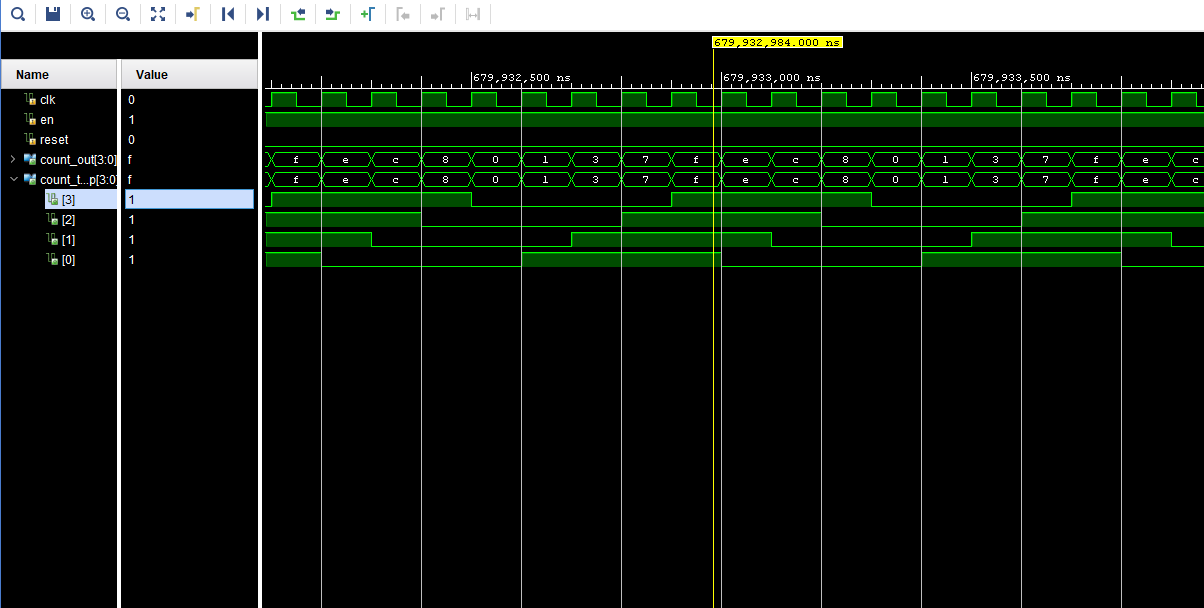 679,932,984.000 ns
679,932,500 ns 679,933,000 ns 679,933,500 ns
Name Value
clk 0
en 1
reset 0
count_out[3:0] f f e c 8 0 1 3 7 f e c 8 0 1 3 7 f e c
count_t...p[3:0] f f e c 8 0 1 3 7 f e c 8 0 1 3 7 f e c
[3] 1
[2] 1
[1] 1
[0] 1